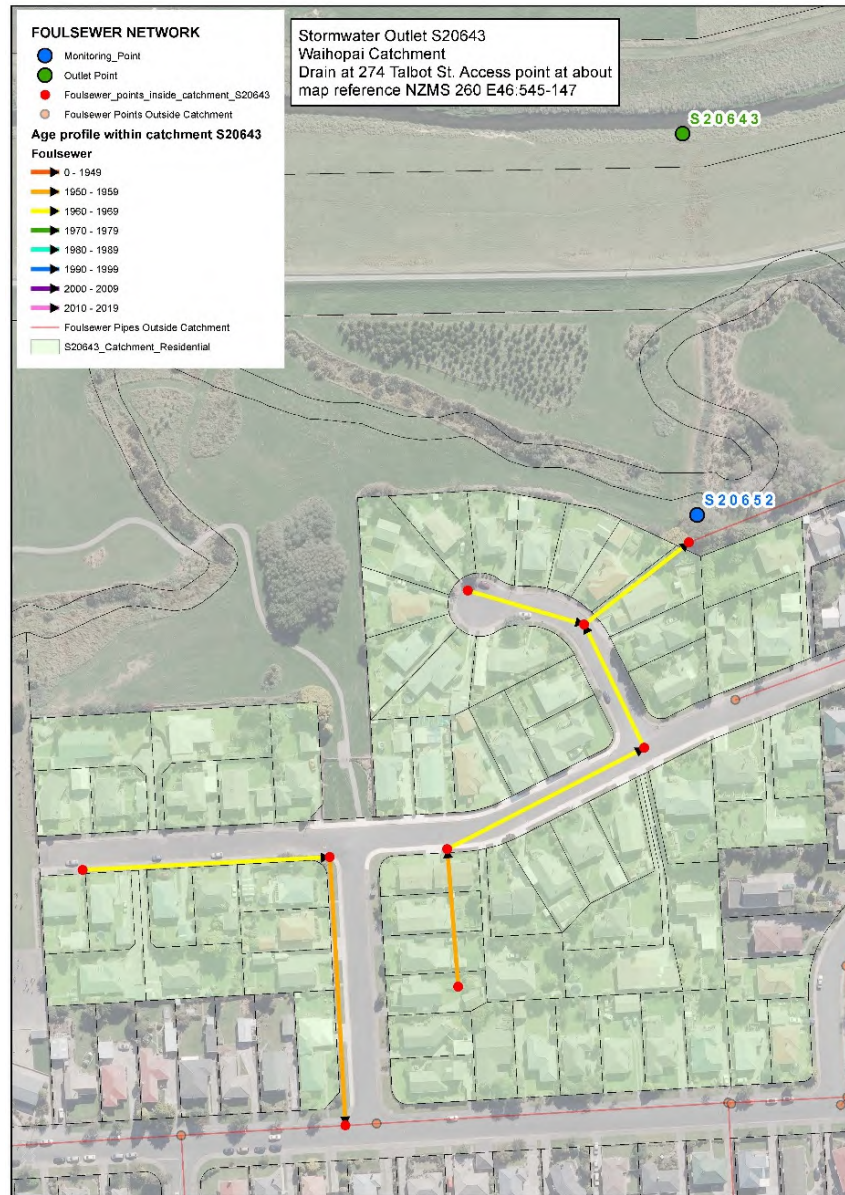 FOULSEWER NETWORK
Monitoring_Point
Outlet Point
Foulsewer_points_inside_catchment_S20643
Foulsewer Points Outside Catchment
Age profile within catchment S20643
Foulsewer
0 - 1949
1950 - 1959
1960 - 1969
1970 - 1979
1980 - 1989
1990 - 1999
2000 - 2009
2010 - 2019
Foulsewer Pipes Outside Catchment
S20643_Catchment_Residential
Stormwater Outlet S20643
Waihopai Catchment
Drain at 274 Talbot St. Access point at about
map reference NZMS 260 E46:545-147
S20643
S20652